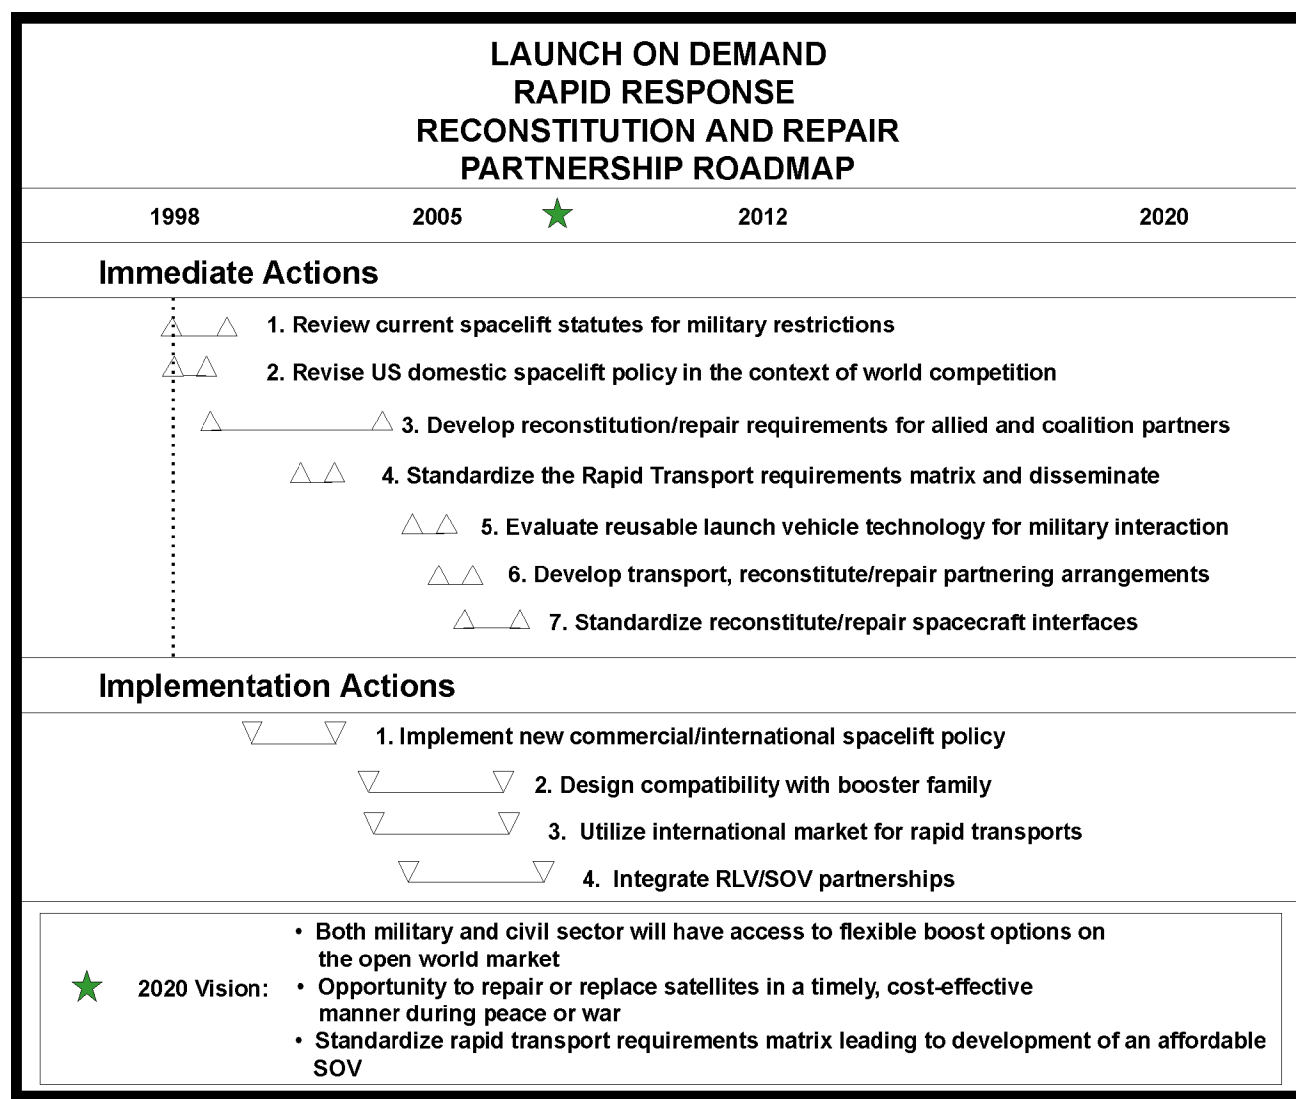 LAUNCH ON DEMAND
RAPID RESPONSE
RECONSTITUTION AND REPAIR
PARTNERSHIP ROADMAP
1998 2005 2012 2020
Immediate Actions
1. Review current spacelift statutes for military restrictions
2. Revise US domestic spacelift policy in the context of world competition
3. Develop reconstitution/repair requirements for allied and coalition partners
4. Standardize the Rapid Transport requirements matrix and disseminate
5. Evaluate reusable launch vehicle technology for military interaction
6. Develop transport, reconstitute/repair partnering arrangements
7. Standardize reconstitute/repair spacecraft interfaces
Implementation Actions
1. Implement new commercial/international spacelift policy
2. Design compatibility with booster family
3. Utilize international market for rapid transports
4. Integrate RLV/SOV partnerships
• Both military and civil sector will have access to flexible boost options on
the open world market
2020 Vision: • Opportunity to repair or replace satellites in a timely, cost-effective
manner during peace or war
• Standardize rapid transport requirements matrix leading to development of an affordable
SOV